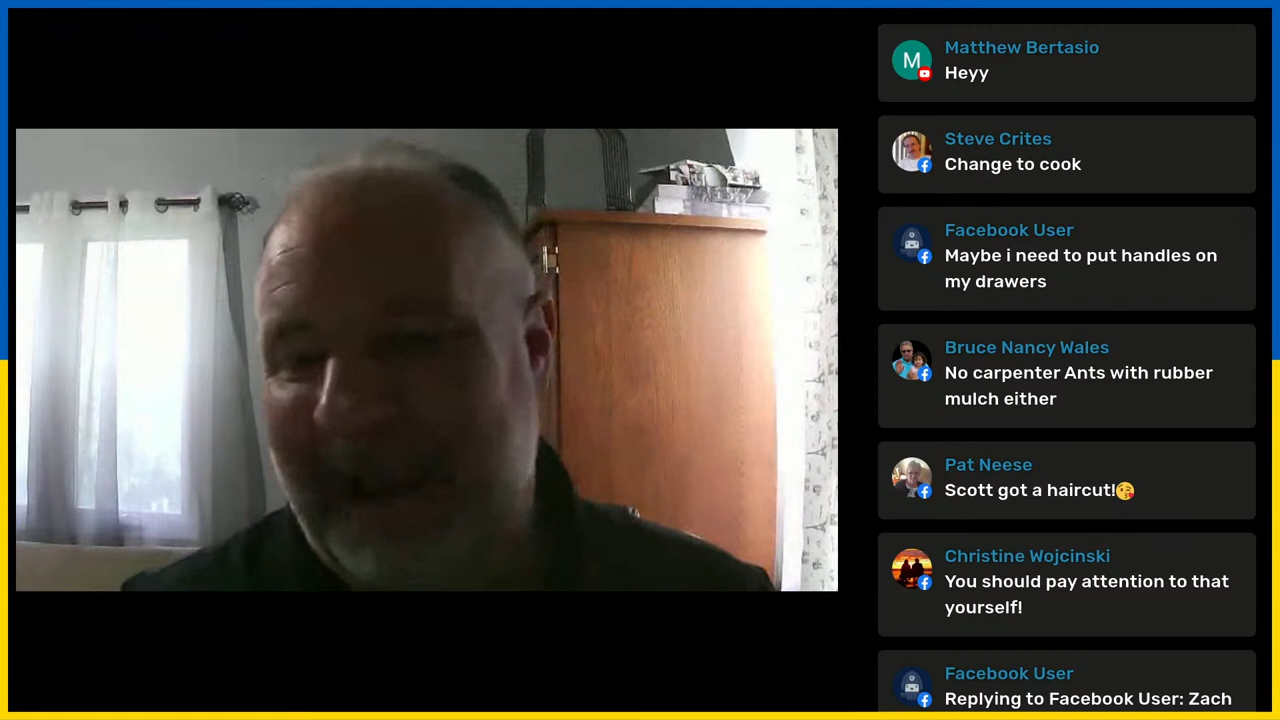 M
Matthew Bertasio
Heyy
Steve Crites
Change to cook
Facebook User
Maybe i need to put handles on
my drawers
Bruce Nancy Wales
No carpenter Ants with rubber
mulch either
Pat Neese
Scott got a haircut!😘
Christine Wojcinski
You should pay attention to that
yourself!
Facebook User
Replying to Facebook User: Zach